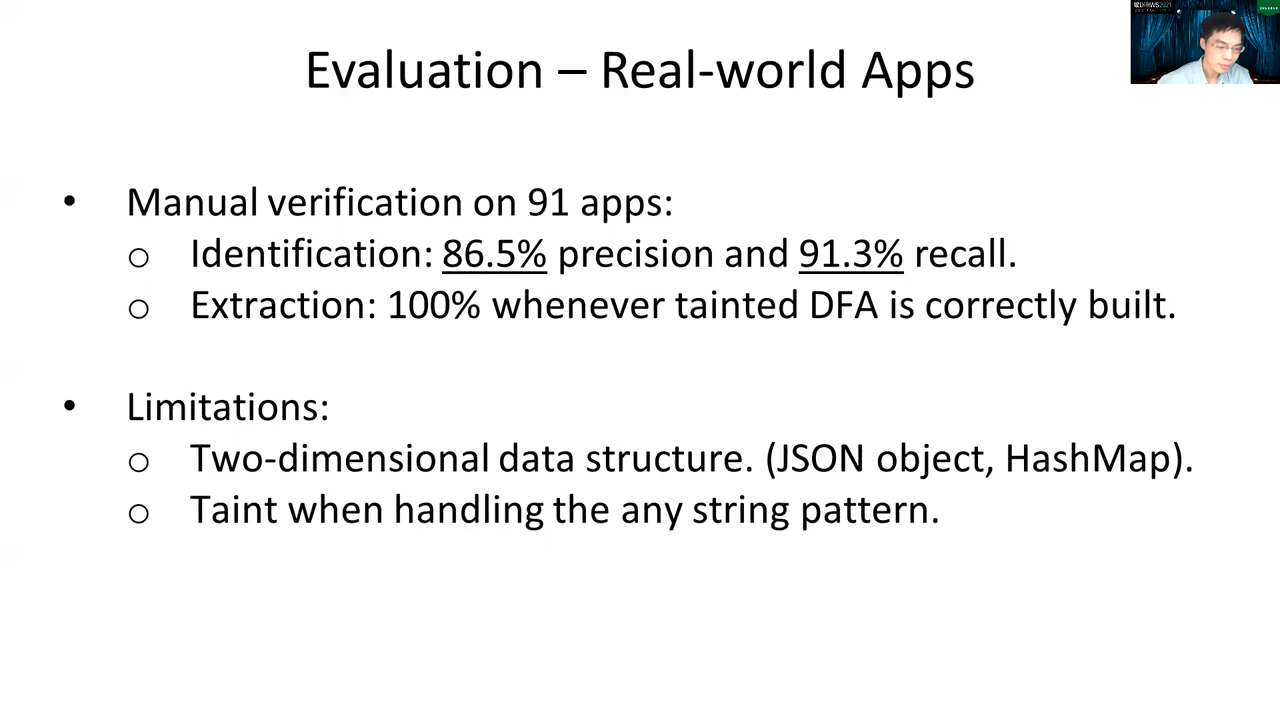 DFRWS2021
Evaluation – Real-world Apps
• Manual verification on 91 apps:
o Identification: 86.5% precision and 91.3% recall.
o Extraction: 100% whenever tainted DFA is correctly built.
• Limitations:
o Two-dimensional data structure. (JSON object, HashMap).
o Taint when handling the any string pattern.